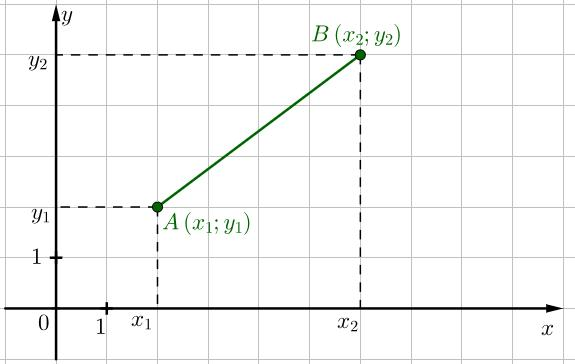 y
B (x₂; y₂)
y₂
y₁
A (x₁; y₁)
1
0
1
x₁
x₂
x